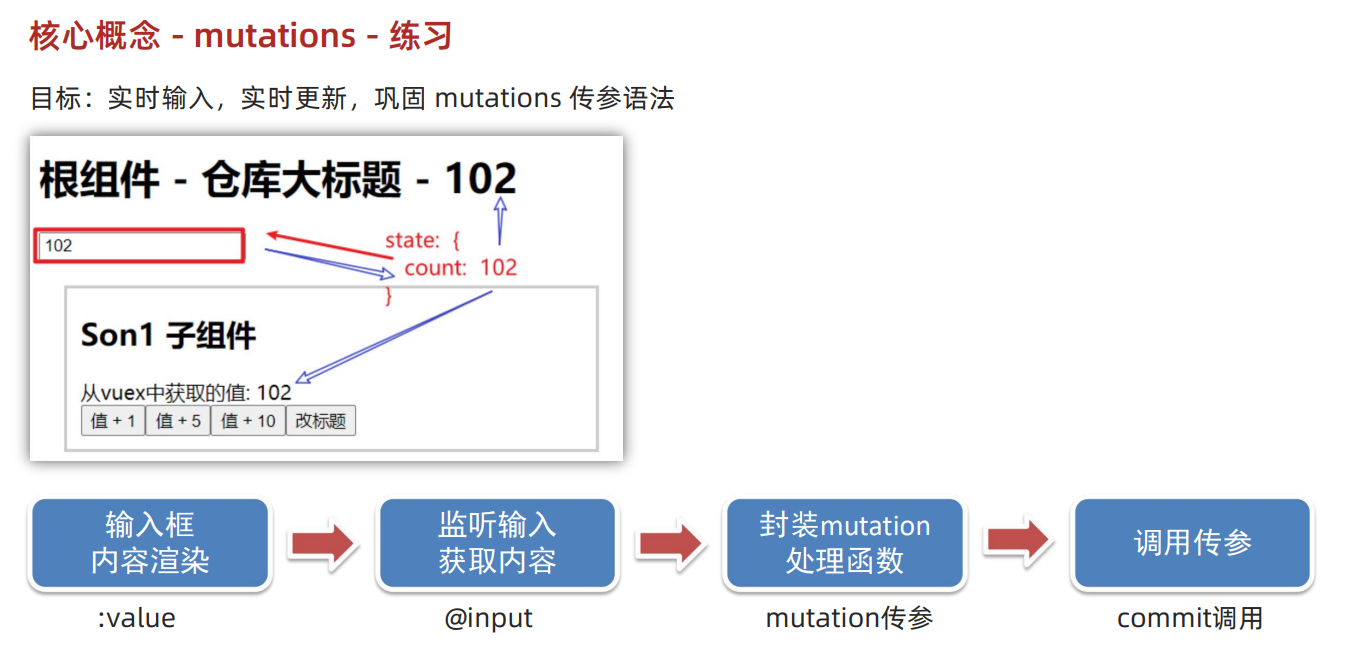 核心概念 - mutations - 练习
目标：实时输入，实时更新，巩固 mutations 传参语法
根组件 - 仓库大标题 - 102
102
state: {
count: 102
}
Son1 子组件
从vuex中获取的值: 102
值 + 1 值 + 5 值 + 10 改标题
输入框
内容渲染
监听输入
获取内容
封装mutation
处理函数
调用传参
:value
@input
mutation传参
commit调用